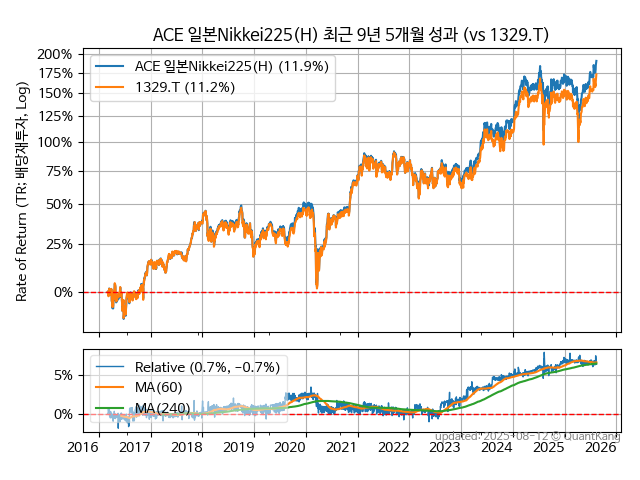 ACE 일본Nikkei225(H) 최근 9년 5개월 성과 (vs 1329.T)
200%
175%
150%
125%
100%
75%
50%
25%
0%
Rate of Return (TR: 배당재투자, Log)
ACE 일본Nikkei225(H) (11.9%)
1329.T (11.2%)
5%
0%
Relative (0.7%, −0.7%)
MA(60)
MA(240)
2016 2017 2018 2019 2020 2021 2022 2023 2024 2025 2026
updated: 2025-08-12 © QuantKang